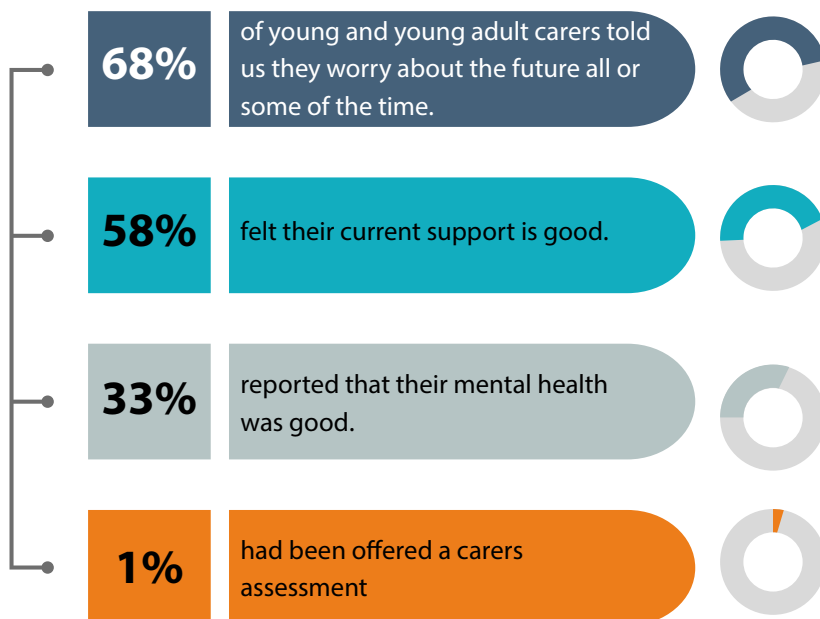 68%
of young and young adult carers told
us they worry about the future all or
some of the time.
58%
felt their current support is good.
33%
reported that their mental health
was good.
1%
had been offered a carers
assessment